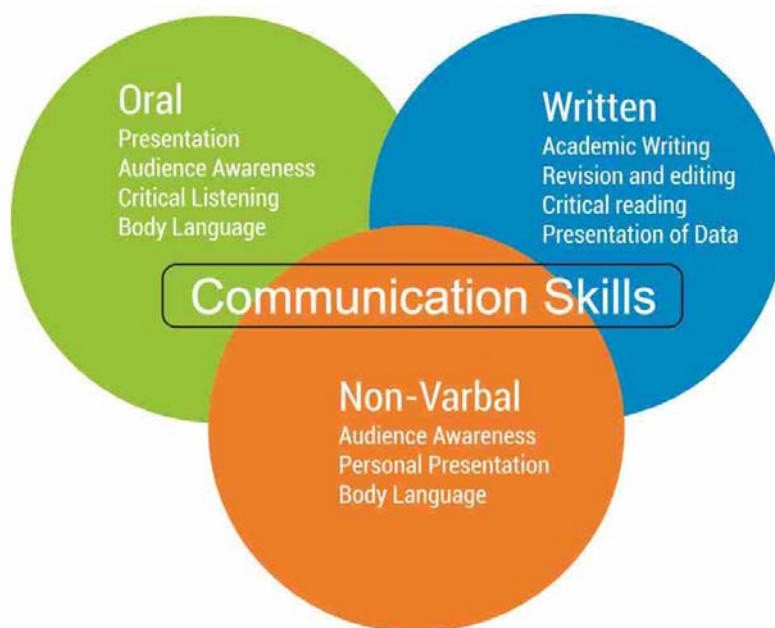 Oral
Presentation
Audience Awareness
Critical Listening
Body Language
Written
Academic Writing
Revision and editing
Critical reading
Presentation of Data
Communication Skills
Non-Varbal
Audience Awareness
Personal Presentation
Body Language